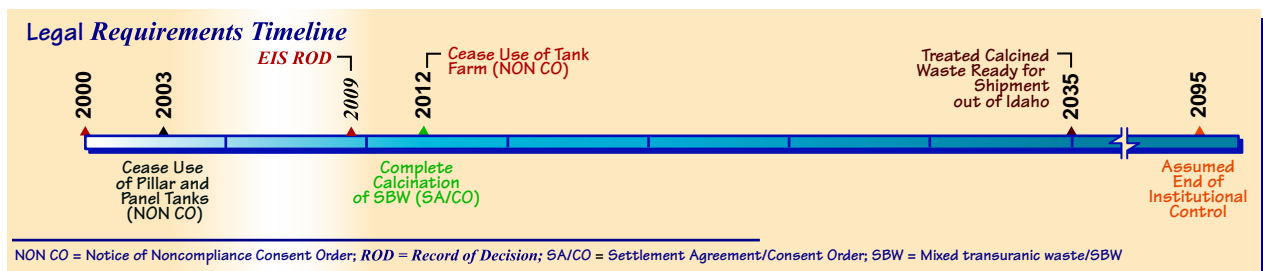 Legal Requirements Timeline
EIS ROD
Cease Use of Tank
Farm (NON CO)
Treated Calcined
Waste Ready for
Shipment
out of Idaho
2000
2003
2009
2012
2035
2095
Cease Use
of Pillar and
Panel Tanks
(NON CO)
Complete
Calcination
of SBW (SA/CO)
Assumed
End of
Institutional
Control
NON CO = Notice of Noncompliance Consent Order; ROD = Record of Decision; SA/CO = Settlement Agreement/Consent Order; SBW = Mixed transuranic waste/SBW